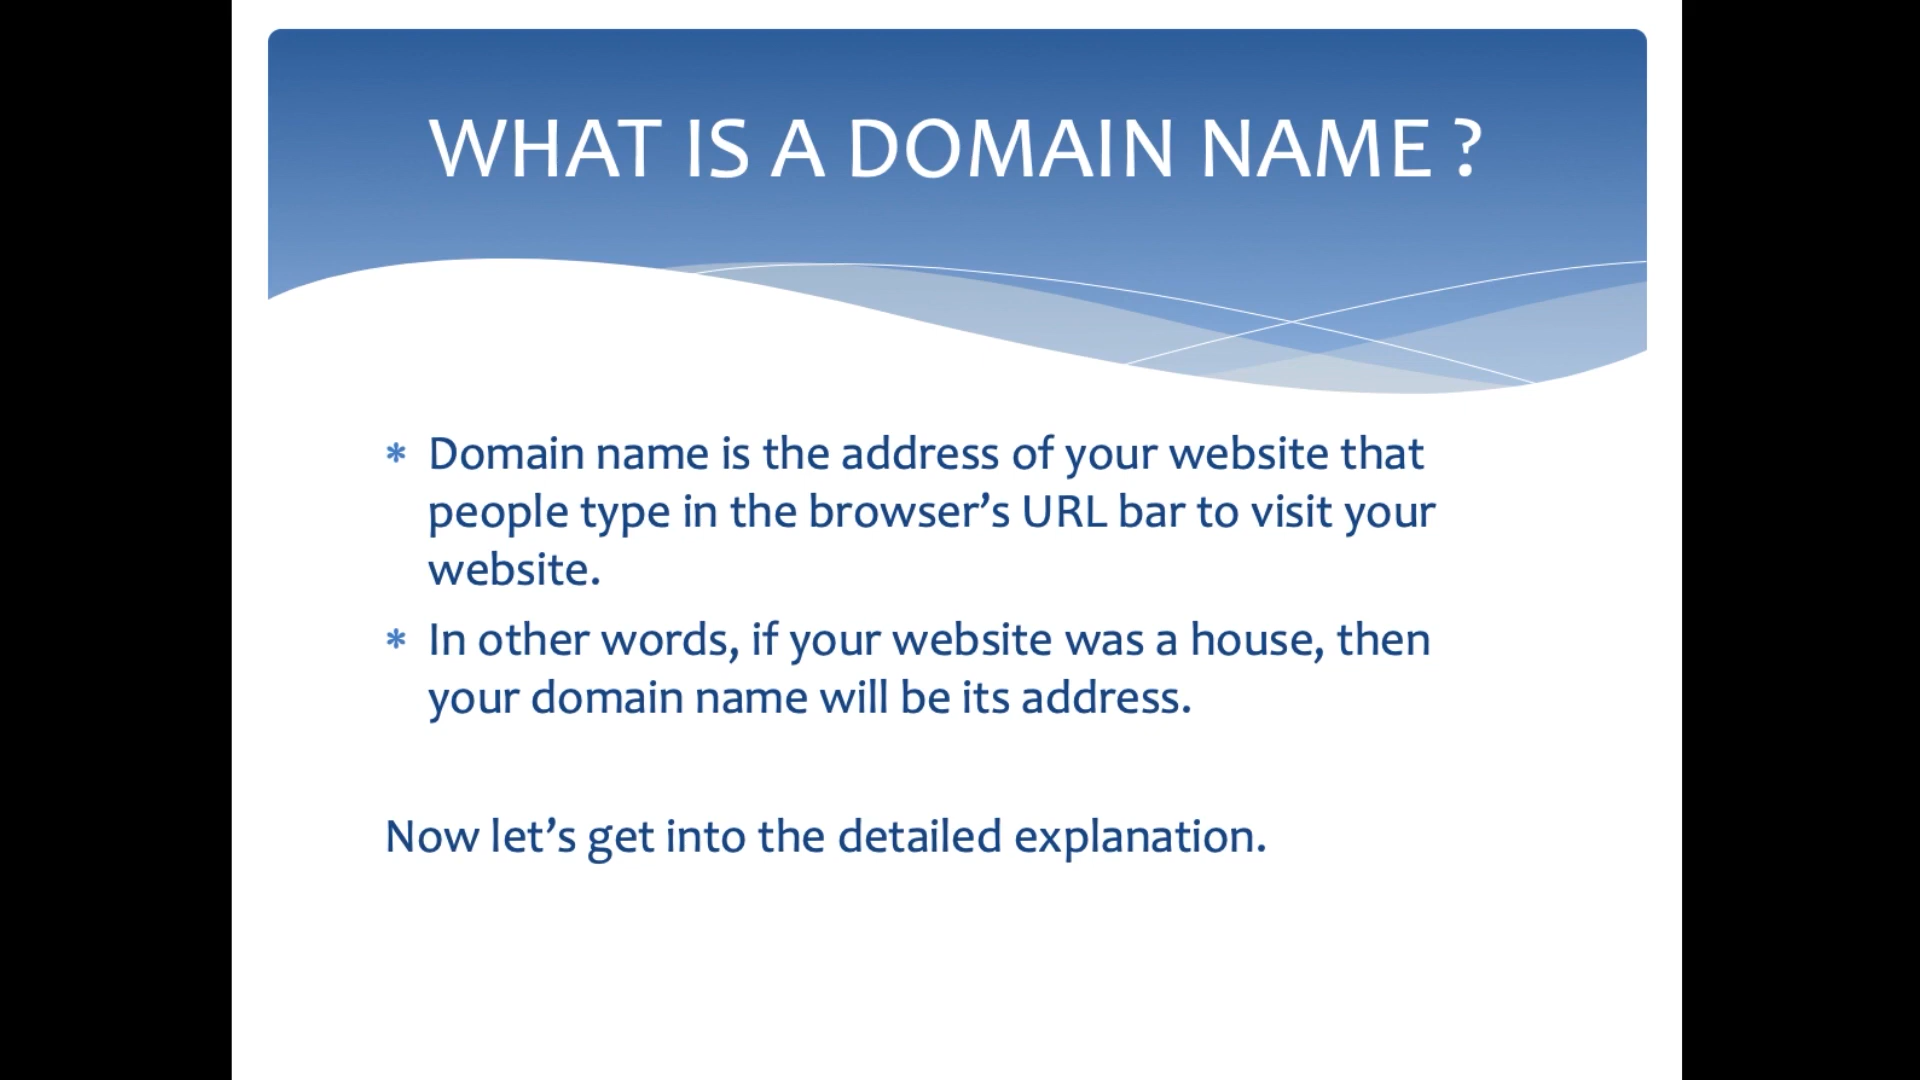 WHAT IS A DOMAIN NAME ?
* Domain name is the address of your website that
people type in the browser’s URL bar to visit your
website.
* In other words, if your website was a house, then
your domain name will be its address.
Now let’s get into the detailed explanation.